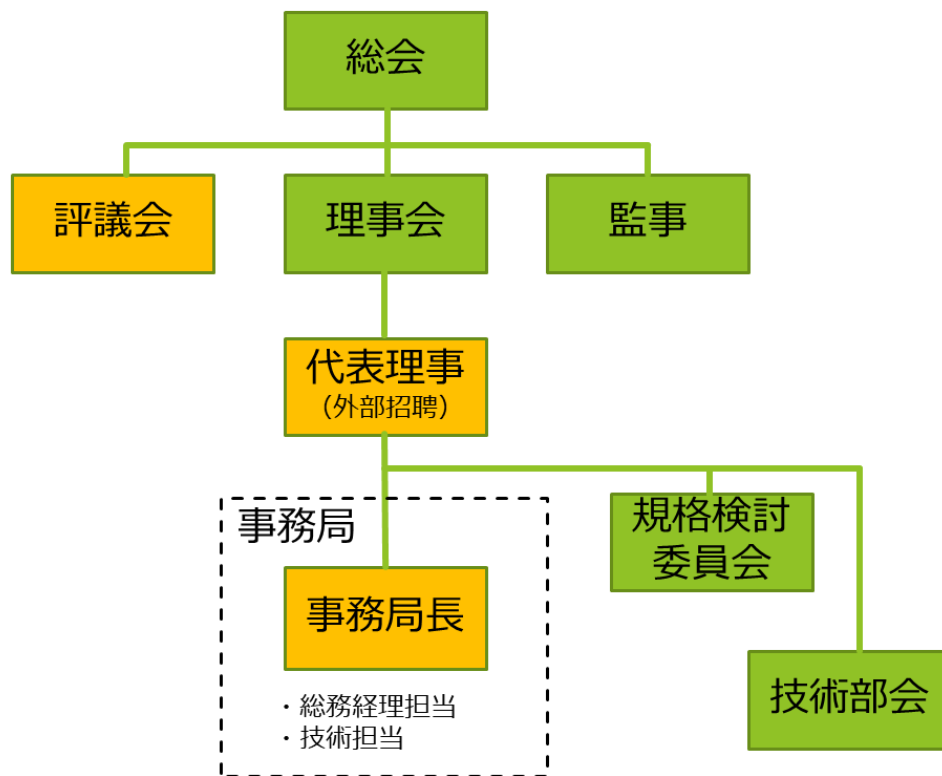 総会
評議会
理事会
監事
代表理事
(外部招聘)
事務局
規格検討
委員会
事務局長
技術部会
・総務経理担当
・技術担当